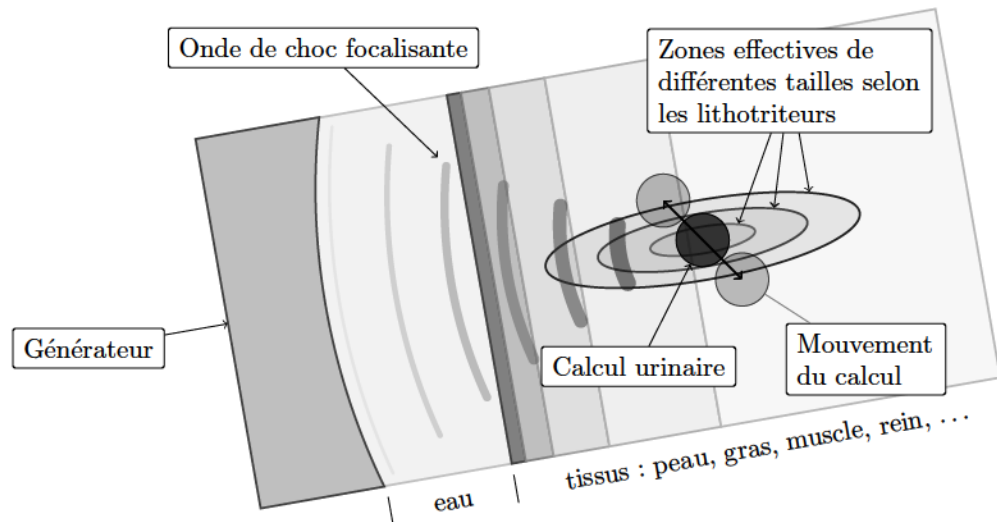 Onde de choc focalisante
Zones effectives de
différentes tailles selon
les lithotriteurs
Générateur
Calcul urinaire
Mouvement
du calcul
eau
tissus : peau, gras, muscle, rein, ...